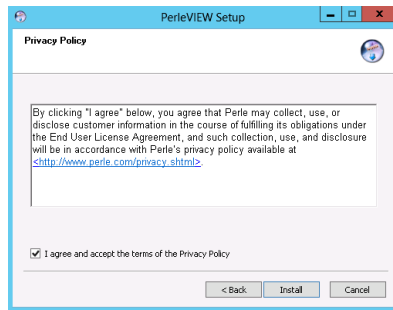 PerleVIEW Setup
Privacy Policy
By clicking "I agree" below, you agree that Perle may collect, use, or
disclose customer information in the course of fulfilling its obligations under
the End User License Agreement, and such collection, use, and disclosure
will be in accordance with Perle's privacy policy available at
<http://www.perle.com/privacy.shtml>.
I agree and accept the terms of the Privacy Policy
< Back Install Cancel